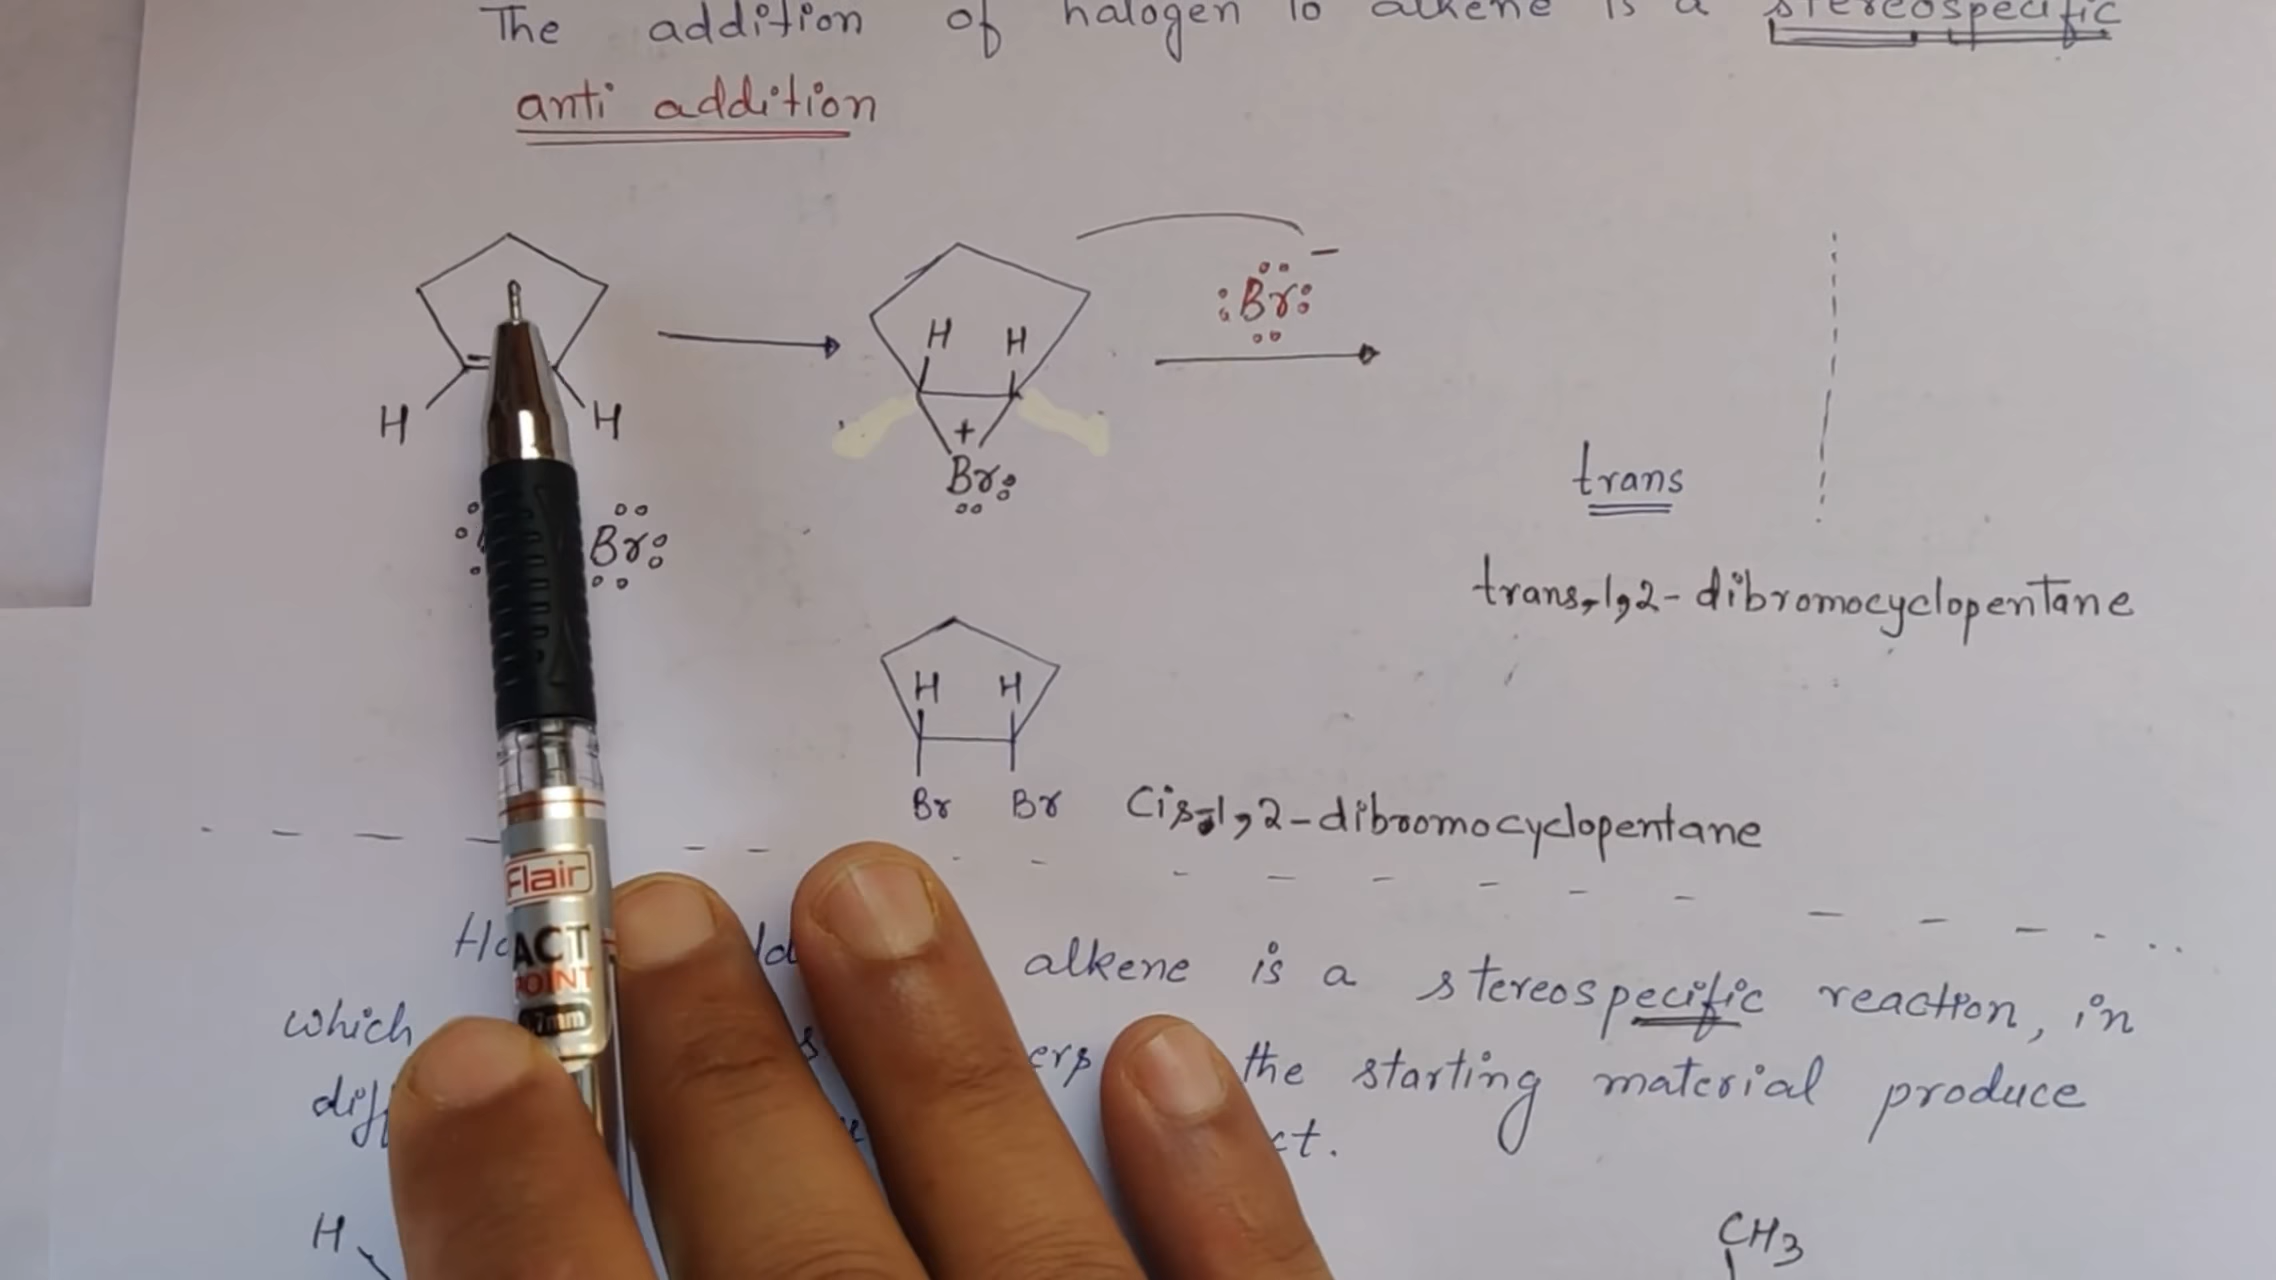 The addition of halogen to alkene is a stereospecific
anti addition
H H
Br
H H
+
Br
Br −
trans
trans-1,2-dibromocyclopentane
H H
Br Br
Cis-1,2-dibromocyclopentane
alkene is a stereospecific reaction, in
which the starting material produce
Flair
ACT
POINT
H
CH3